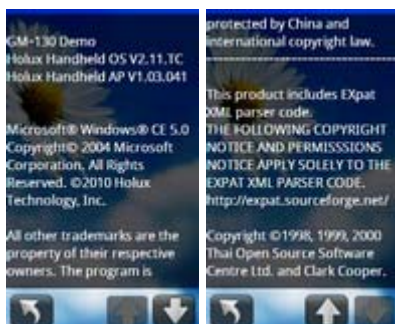 GM-130 Demo
Holux Handheld OS V2.11.TC
Holux Handheld AP V1.03.041
Microsoft® Windows® CE 5.0
Copyright© 2004 Microsoft
Corporation. All Rights
Reserved. ©2010 Holux
Technology, Inc.
All other trademarks are the
property of their respective
owners. The program is
protected by China and
international copyright law.
This product includes EXpat
XML parser code.
THE FOLLOWING COPYRIGHT
NOTICE AND PERMISSSIONS
NOTICE APPLY SOLELY TO THE
EXPAT XML PARSER CODE.
http://expat.sourceforge.net/
Copyright ©1998, 1999, 2000
Thai Open Source Software
Centre Ltd. and Clark Cooper.